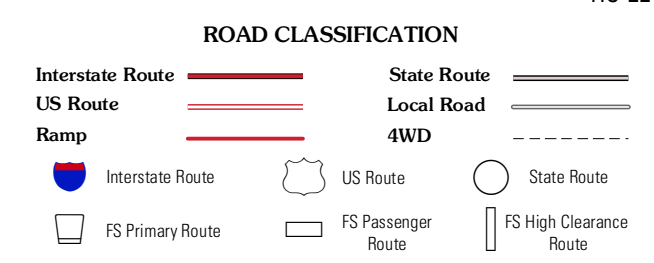 ROAD CLASSIFICATION
Interstate Route State Route
US Route Local Road
Ramp 4WD
Interstate Route US Route State Route
FS Primary Route FS Passenger Route FS High Clearance Route